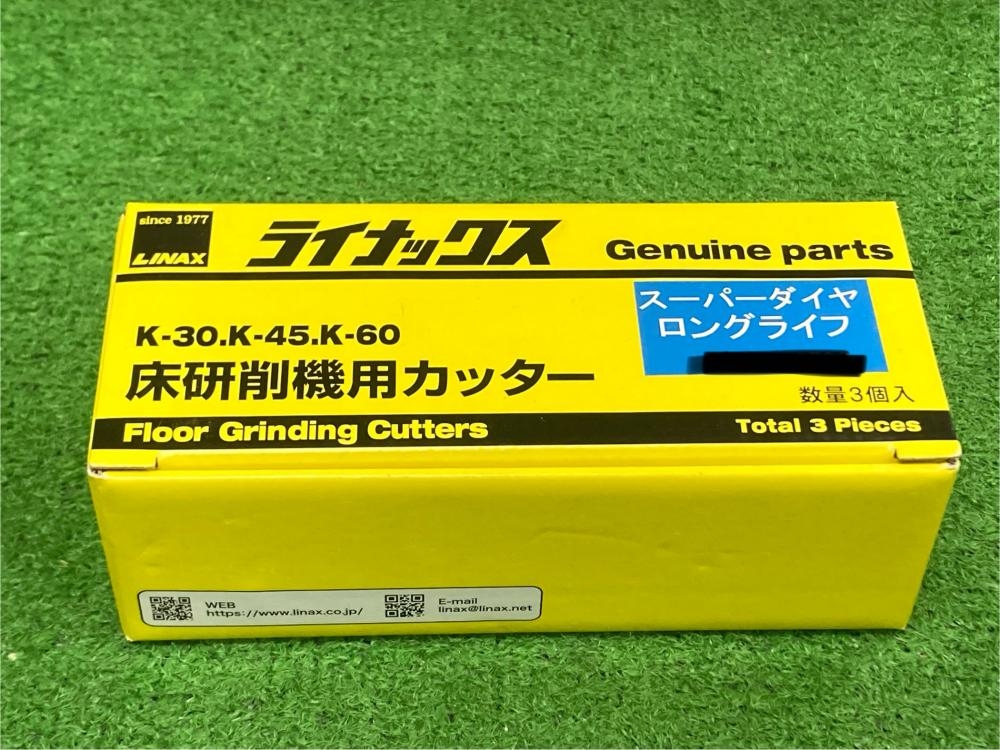 since 1977
LINAX
ライナックス
Genuine parts
スーパーダイヤ
ロングライフ
K-30.K-45.K-60
床研削機用カッター
数量3個入
Floor Grinding Cutters
Total 3 Pieces
WEB
https://www.linax.co.jp/
E-mail
linax@linax.net